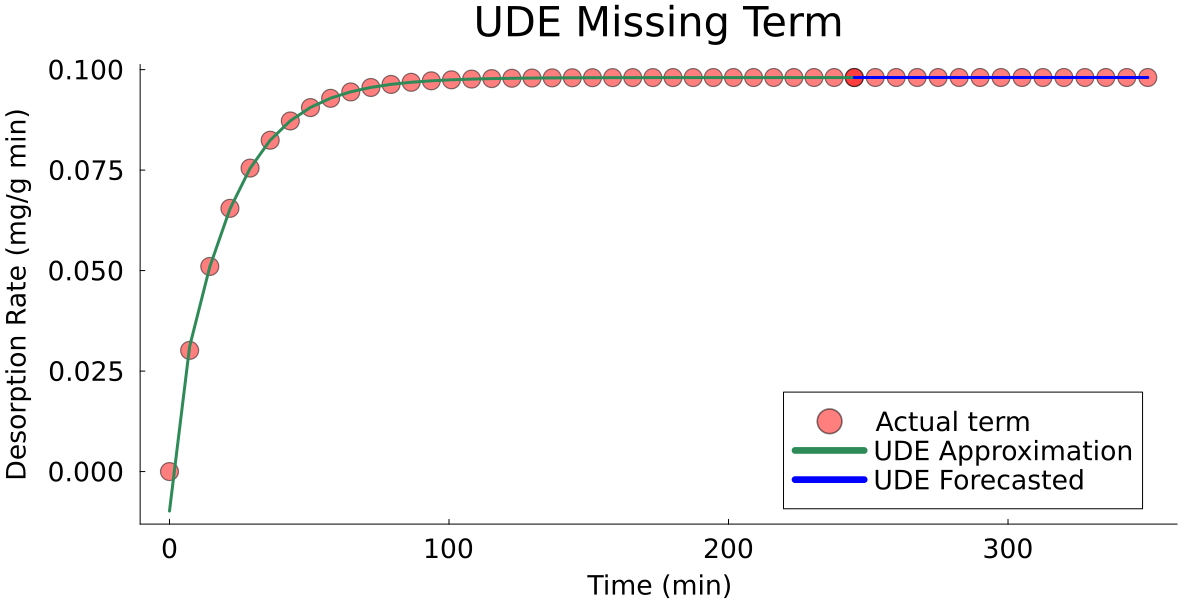 UDE Missing Term
Desorption Rate (mg/g min)
0.100
0.075
0.050
0.025
0.000
Actual term
UDE Approximation
UDE Forecasted
0
100
200
300
Time (min)